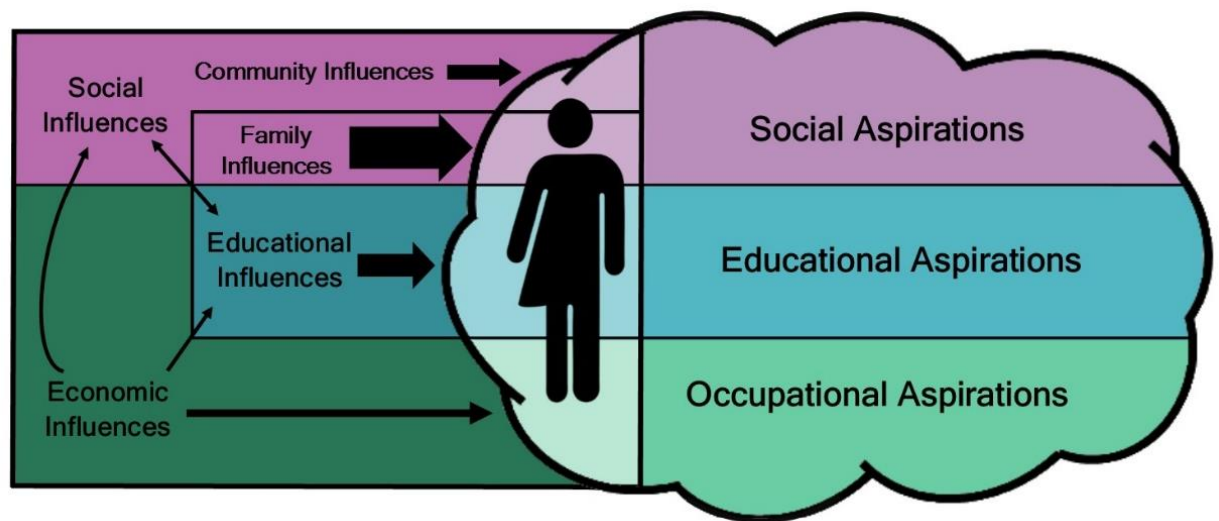 Community Influences
Social
Influences
Family
Influences
Social Aspirations
Educational
Influences
Educational Aspirations
Economic
Influences
Occupational Aspirations